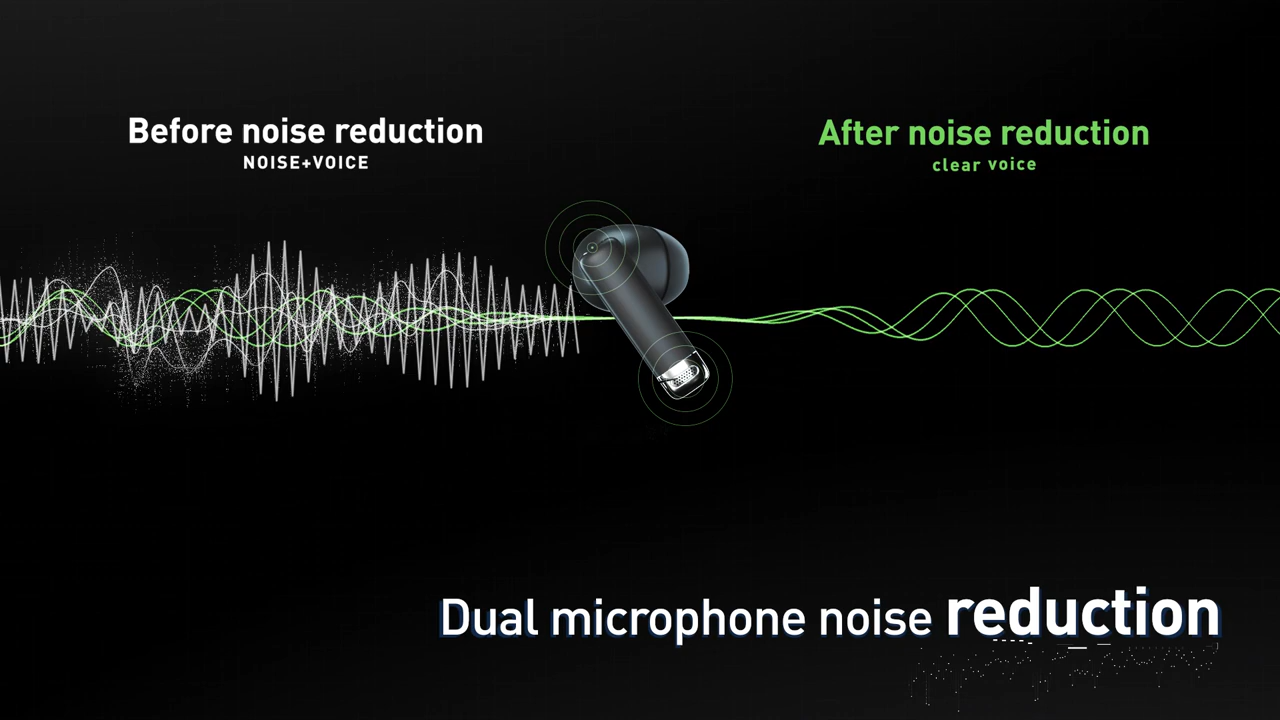 Before noise reduction
NOISE+VOICE
After noise reduction
clear voice
Dual microphone noise reduction